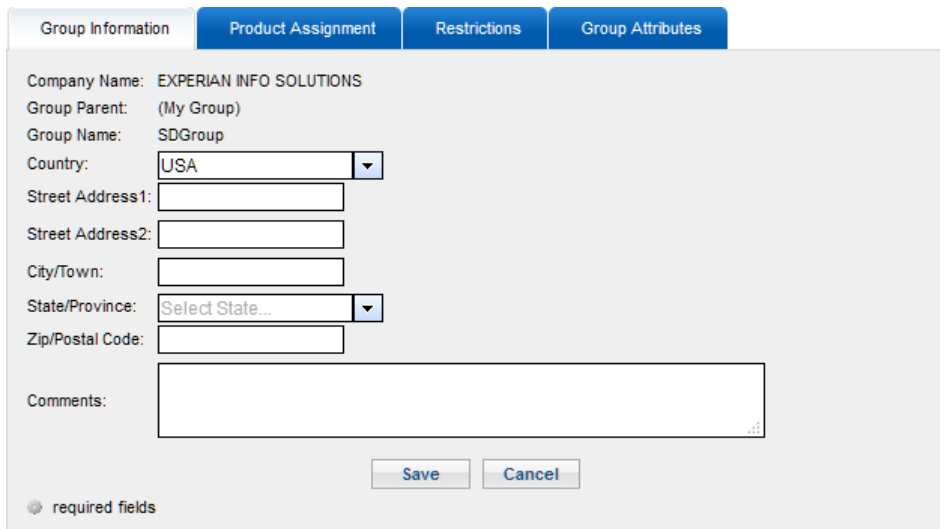 Group Information Product Assignment Restrictions Group Attributes
Company Name: EXPERIAN INFO SOLUTIONS
Group Parent: (My Group)
Group Name: SDGroup
Country: USA
Street Address1:
Street Address2:
City/Town:
State/Province: Select State...
Zip/Postal Code:
Comments:
Save Cancel
required fields